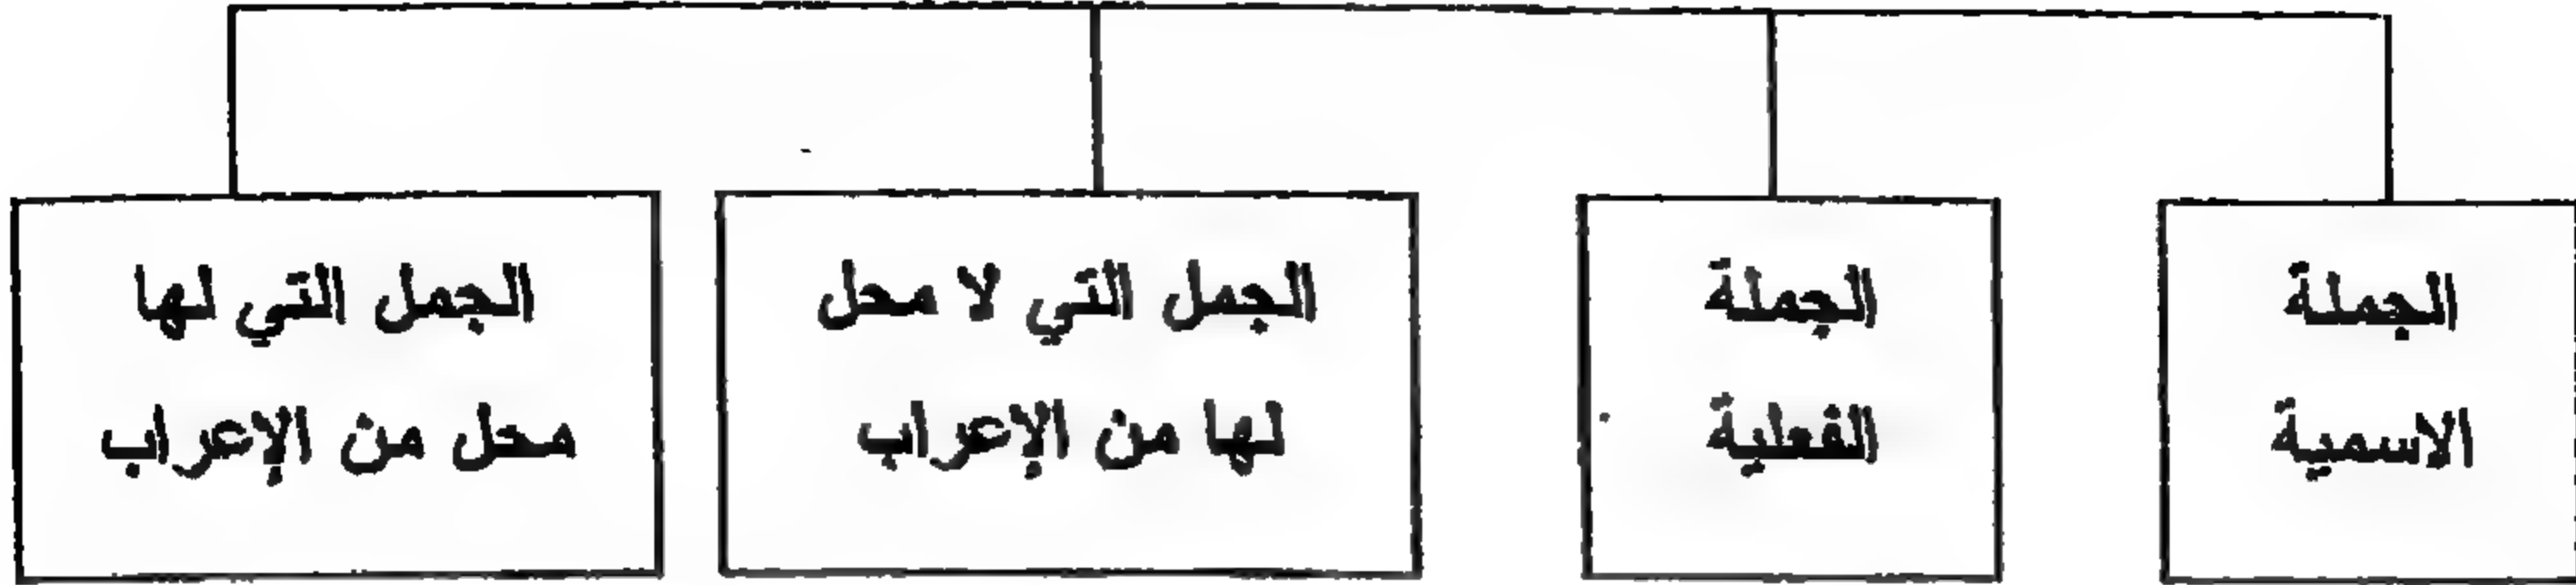 الجملة
الاسمية
الجملة
الفعلية
الجمل التي لا محل
لها من الإعراب
الجمل التي لها
محل من الإعراب